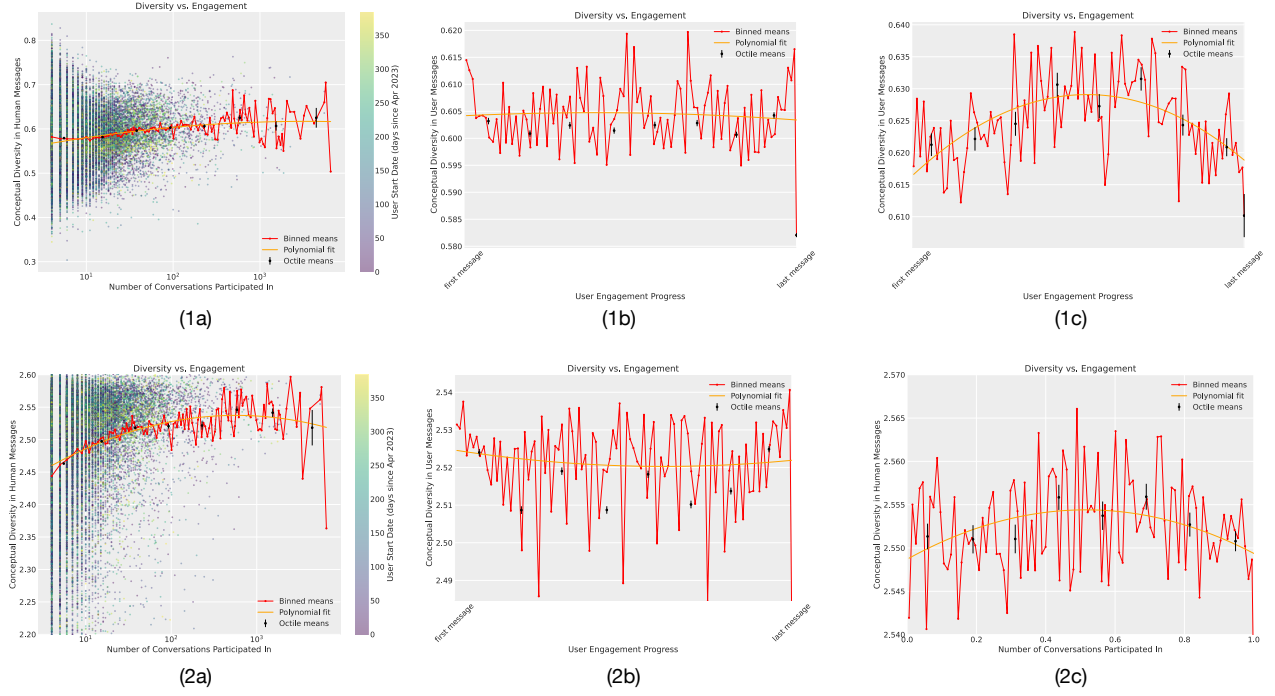 Diversity vs. Engagement
Conceptual Diversity in Human Messages
0.8
0.7
0.6
0.5
0.4
0.3
10¹
10²
10³
Number of Conversations Participated In
Binned means
Polynomial fit
Octile means
350
300
250
200
150
100
50
0
User Start Date (days since Apr 2023)
(1a)
Diversity vs. Engagement
Conceptual Diversity in User Messages
0.620
0.615
0.610
0.605
0.600
0.595
0.590
0.585
0.580
Binned means
Polynomial fit
Octile means
first message
last message
User Engagement Progress
(1b)
Diversity vs. Engagement
Conceptual Diversity in User Messages
0.640
0.635
0.630
0.625
0.620
0.615
0.610
Binned means
Polynomial fit
Octile means
first message
last message
User Engagement Progress
(1c)
Diversity vs. Engagement
Conceptual Diversity in Human Messages
2.60
2.55
2.50
2.45
2.40
2.35
2.30
2.25
2.20
10¹
10²
10³
Number of Conversations Participated In
Binned means
Polynomial fit
Octile means
350
300
250
200
150
100
50
0
User Start Date (days since Apr 2023)
(2a)
Diversity vs. Engagement
Conceptual Diversity in User Messages
2.54
2.53
2.52
2.51
2.50
2.49
Binned means
Polynomial fit
Octile means
first message
last message
User Engagement Progress
(2b)
Diversity vs. Engagement
Conceptual Diversity in Human Messages
2.570
2.565
2.560
2.555
2.550
2.545
2.540
Binned means
Polynomial fit
Octile means
0.0
0.2
0.4
0.6
0.8
1.0
Number of Conversations Participated In
(2c)